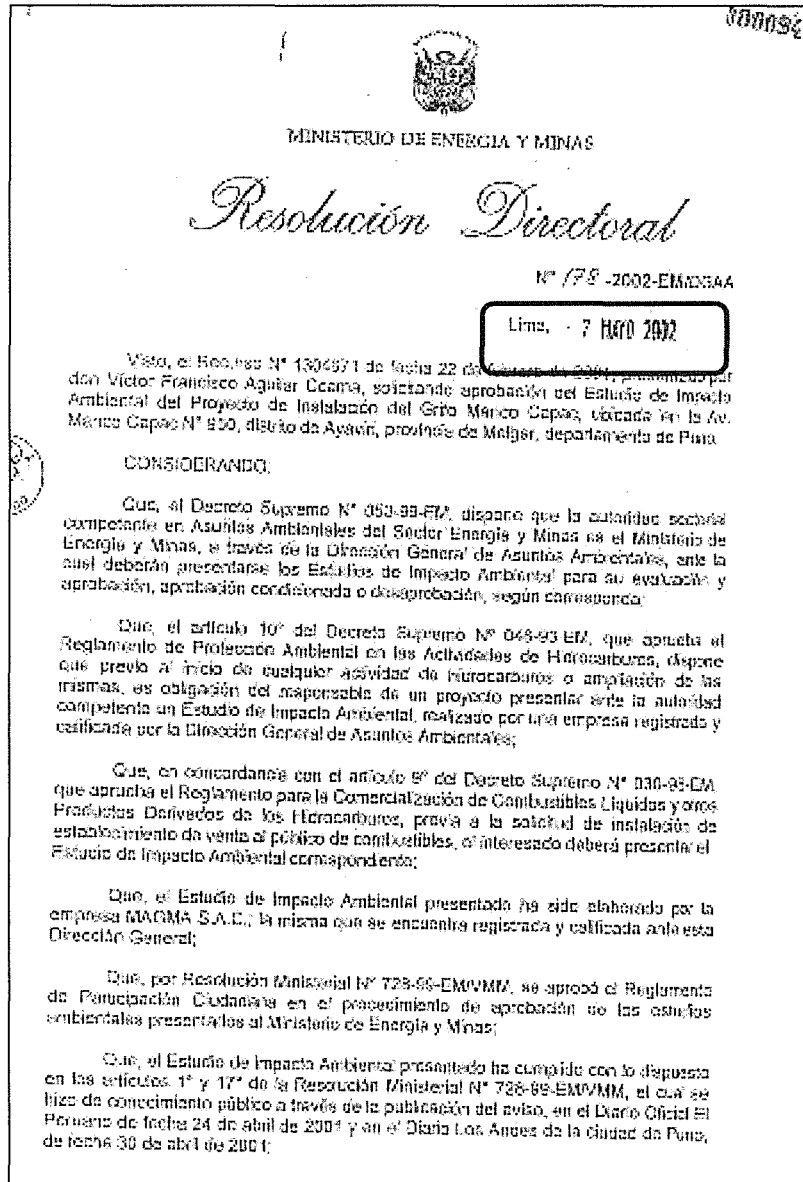 MINISTERIO DE ENERGIA Y MINAS
Resolución Directoral
N° 178 -2002-EM/DGAA
Lima, - 7 MAYO 2002
Visto, el Recurso N° 1304671 de fecha 22 de febrero de 2001, presentado por
don Víctor Francisco Aguilar Ccama, solicitando aprobación del Estudio de Impacto
Ambiental del Proyecto de Instalación del Grifo Manco Capac, ubicada en la Av.
Manco Capac N° 950, distrito de Ayaviri, provincia de Melgar, departamento de Puno.
CONSIDERANDO:
Que, el Decreto Supremo N° 053-99-EM, dispone que la autoridad sectorial
competente en Asuntos Ambientales del Sector Energía y Minas es el Ministerio de
Energía y Minas, a través de la Dirección General de Asuntos Ambientales, ante la
cual deberán presentarse los Estudios de Impacto Ambiental para su evaluación y
aprobación, aprobación condicionada o desaprobación, según corresponda;
Que, el artículo 10° del Decreto Supremo N° 046-93-EM, que aprueba el
Reglamento de Protección Ambiental en las Actividades de Hidrocarburos, dispone
que previo al inicio de cualquier actividad de Hidrocarburos o ampliación de las
mismas, es obligación del responsable de un proyecto presentar ante la autoridad
competente un Estudio de Impacto Ambiental, realizado por una empresa registrada y
calificada por la Dirección General de Asuntos Ambientales;
Que, en concordancia con el artículo 9° del Decreto Supremo N° 030-98-EM
que aprueba el Reglamento para la Comercialización de Combustibles Líquidos y otros
Productos Derivados de los Hidrocarburos, previa a la solicitud de instalación de
establecimiento de venta al público de combustibles, el interesado deberá presentar el
Estudio de Impacto Ambiental correspondiente;
Que, el Estudio de Impacto Ambiental presentado ha sido elaborado por la
empresa MAGMA S.A.C.; la misma que se encuentra registrada y calificada ante esta
Dirección General;
Que, por Resolución Ministerial N° 728-99-EM/VMM, se aprobó el Reglamento
de Participación Ciudadana en el procedimiento de aprobación de los estudios
ambientales presentados al Ministerio de Energía y Minas;
Que, el Estudio de Impacto Ambiental presentado ha cumplido con lo dispuesto
en los artículos 1° y 17° de la Resolución Ministerial N° 728-99-EM/VMM, el cual se
hizo de conocimiento público a través de la publicación del aviso, en el Diario Oficial El
Peruano de fecha 24 de abril de 2001 y en el Diario Los Andes de la ciudad de Puno,
de fecha 30 de abril de 2001;